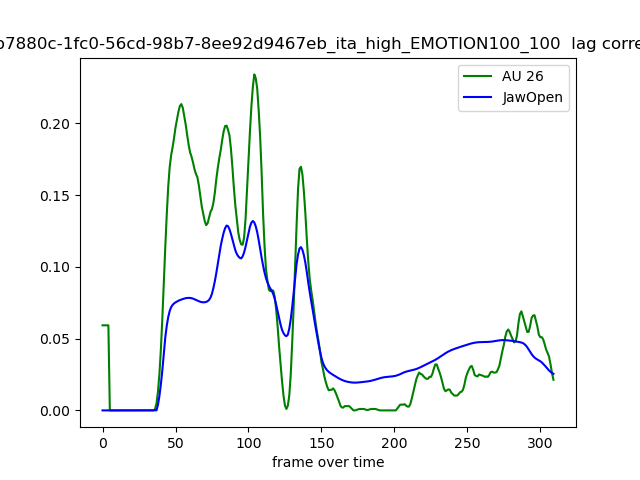 b7880c-1fc0-56cd-98b7-8ee92d9467eb_ita_high_EMOTION100_100 lag corre
AU 26
JawOpen
0.20
0.15
0.10
0.05
0.00
0 50 100 150 200 250 300
frame over time